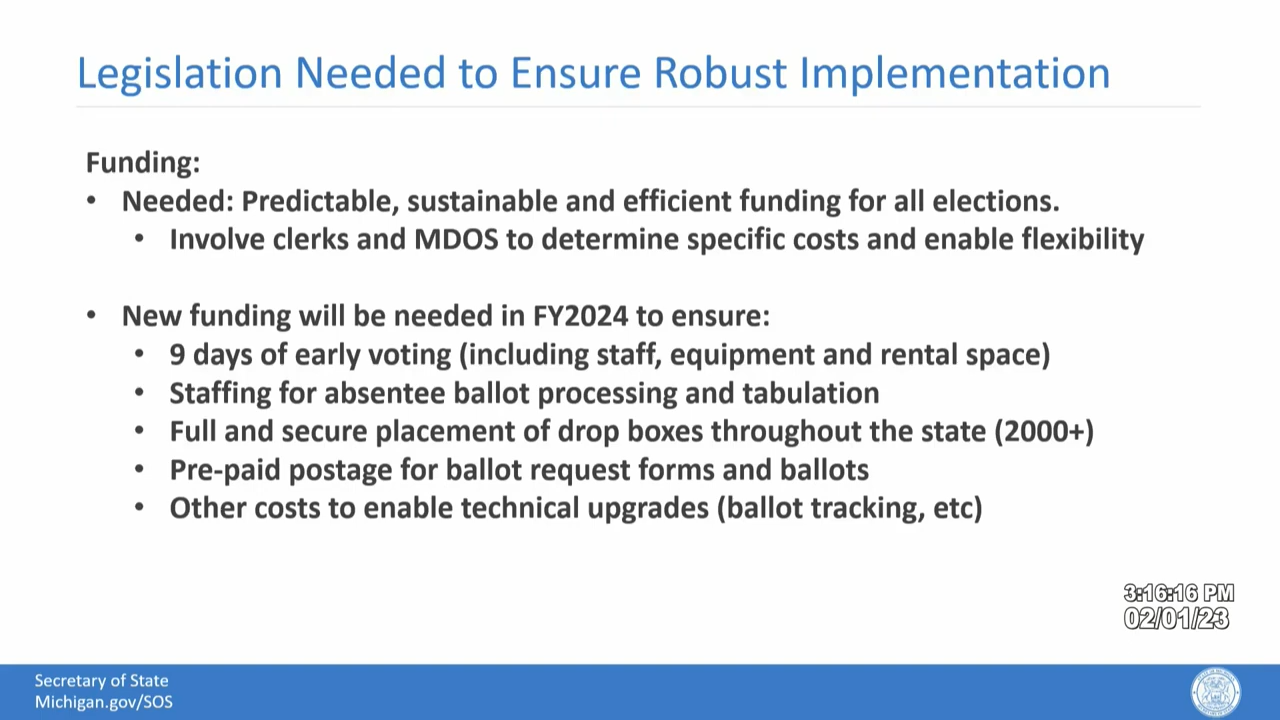 Legislation Needed to Ensure Robust Implementation
Funding:
• Needed: Predictable, sustainable and efficient funding for all elections.
• Involve clerks and MDOS to determine specific costs and enable flexibility
• New funding will be needed in FY2024 to ensure:
• 9 days of early voting (including staff, equipment and rental space)
• Staffing for absentee ballot processing and tabulation
• Full and secure placement of drop boxes throughout the state (2000+)
• Pre-paid postage for ballot request forms and ballots
• Other costs to enable technical upgrades (ballot tracking, etc)
3:16:16 PM
02/01/23
Secretary of State
Michigan.gov/SOS